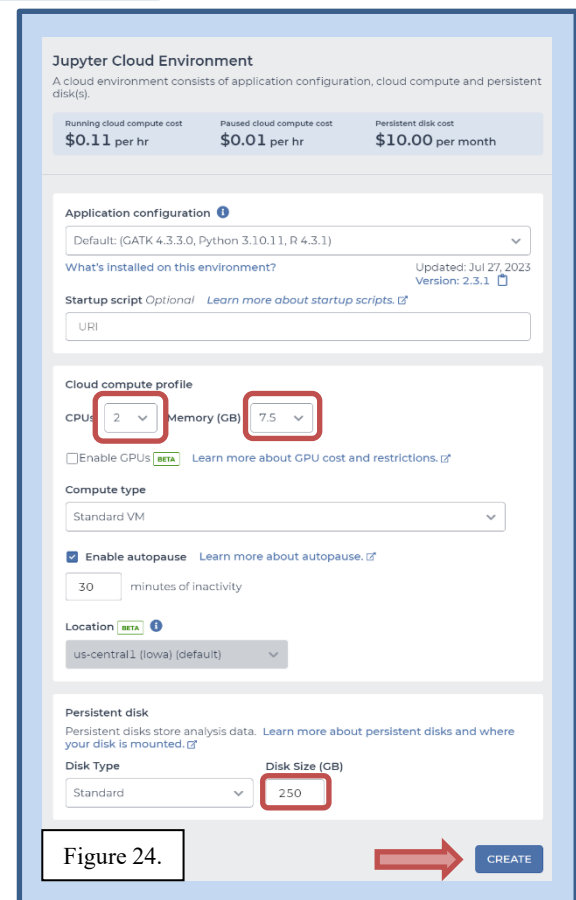 Jupyter Cloud Environment
A cloud environment consists of application configuration, cloud compute and persistent
disk(s).
Running cloud compute cost Paused cloud compute cost Persistent disk cost
$0.11 per hr $0.01 per hr $10.00 per month
Application configuration
Default: (GATK 4.3.3.0, Python 3.10.11, R 4.3.1)
What's installed on this environment? Updated: Jul 27, 2023
Version: 2.3.1
Startup script Optional Learn more about startup scripts.
URI
Cloud compute profile
CPUs 2 Memory (GB) 7.5
Enable GPUs BETA Learn more about GPU cost and restrictions.
Compute type
Standard VM
Enable autopause Learn more about autopause.
30 minutes of inactivity
Location BETA
us-central1 (Iowa) (default)
Persistent disk
Persistent disks store analysis data. Learn more about persistent disks and where
your disk is mounted.
Disk Type Disk Size (GB)
Standard 250
Figure 24.
CREATE